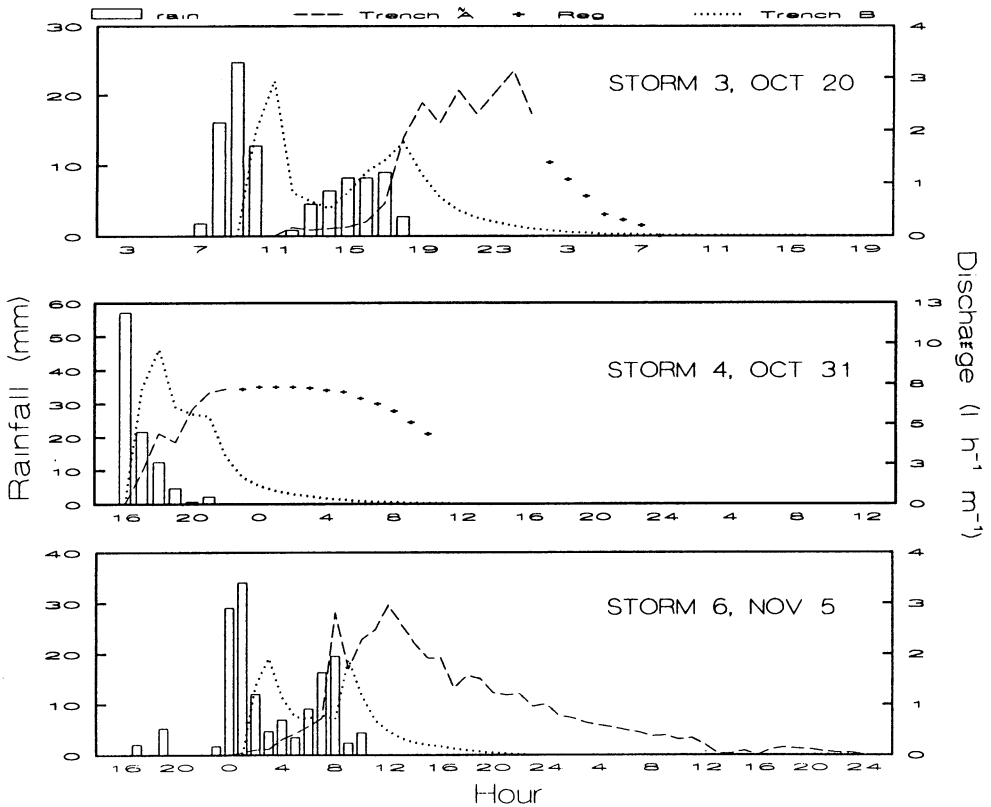 rain Trench Ã Reg Trench B
30 4
STORM 3, OCT 20
20 3
2
10 1
0 0
3 7 11 15 19 23 3 7 11 15 19
Rainfall (mm)
Discharge (l h⁻¹ m⁻¹)
60 13
50 10
STORM 4, OCT 31
40 8
30 5
20
10 3
0 0
16 20 0 4 8 12 16 20 24 4 8 12
40 4
STORM 6, NOV 5
30 3
20 2
10 1
0 0
16 20 0 4 8 12 16 20 24 4 8 12 16 20 24
Hour